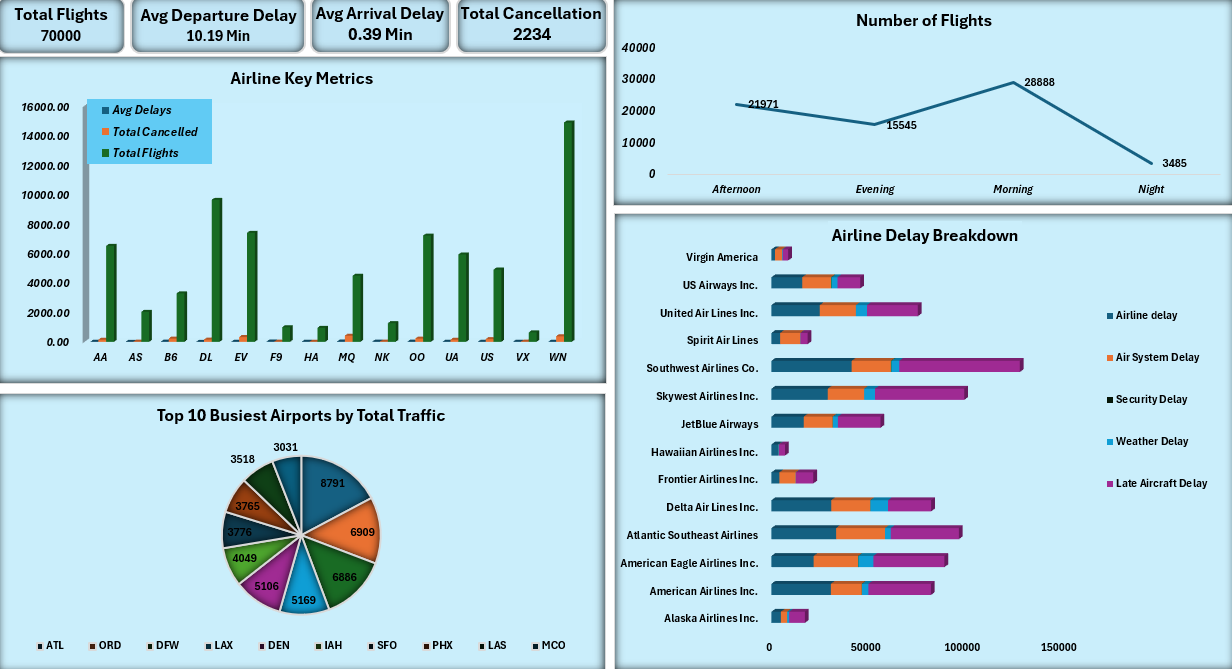 Total Flights
70000
Avg Departure Delay
10.19 Min
Avg Arrival Delay
0.39 Min
Total Cancellation
2234
Airline Key Metrics
16000.00
14000.00
12000.00
10000.00
8000.00
6000.00
4000.00
2000.00
0.00
Avg Delays
Total Cancelled
Total Flights
AA AS B6 DL EV F9 HA MQ NK OO UA US VX WN
Top 10 Busiest Airports by Total Traffic
8791
6909
6886
5169
5106
4049
3776
3765
3518
3031
ATL ORD DFW LAX DEN IAH SFO PHX LAS MCO
Number of Flights
40000
30000
20000
10000
0
21971
15545
28888
3485
Afternoon Evening Morning Night
Airline Delay Breakdown
Virgin America
US Airways Inc.
United Air Lines Inc.
Spirit Air Lines
Southwest Airlines Co.
Skywest Airlines Inc.
JetBlue Airways
Hawaiian Airlines Inc.
Frontier Airlines Inc.
Delta Air Lines Inc.
Atlantic Southeast Airlines
American Eagle Airlines Inc.
American Airlines Inc.
Alaska Airlines Inc.
0 50000 100000 150000
Airline delay
Air System Delay
Security Delay
Weather Delay
Late Aircraft Delay